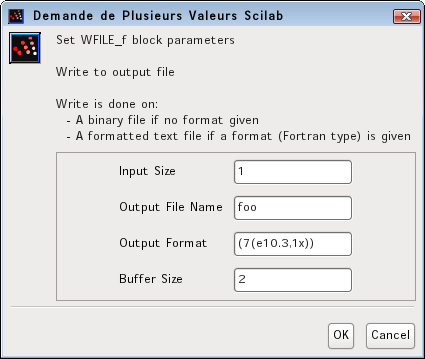 Demande de Plusieurs Valeurs Scilab
Set WFILE_f block parameters
Write to output file
Write is done on:
- A binary file if no format given
- A formatted text file if a format (Fortran type) is given
Input Size 1
Output File Name foo
Output Format (7(e10.3,1x))
Buffer Size 2
OK Cancel